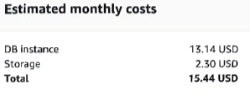 Estimated monthly costs
DB instance 13.14 USD
Storage 2.30 USD
Total 15.44 USD